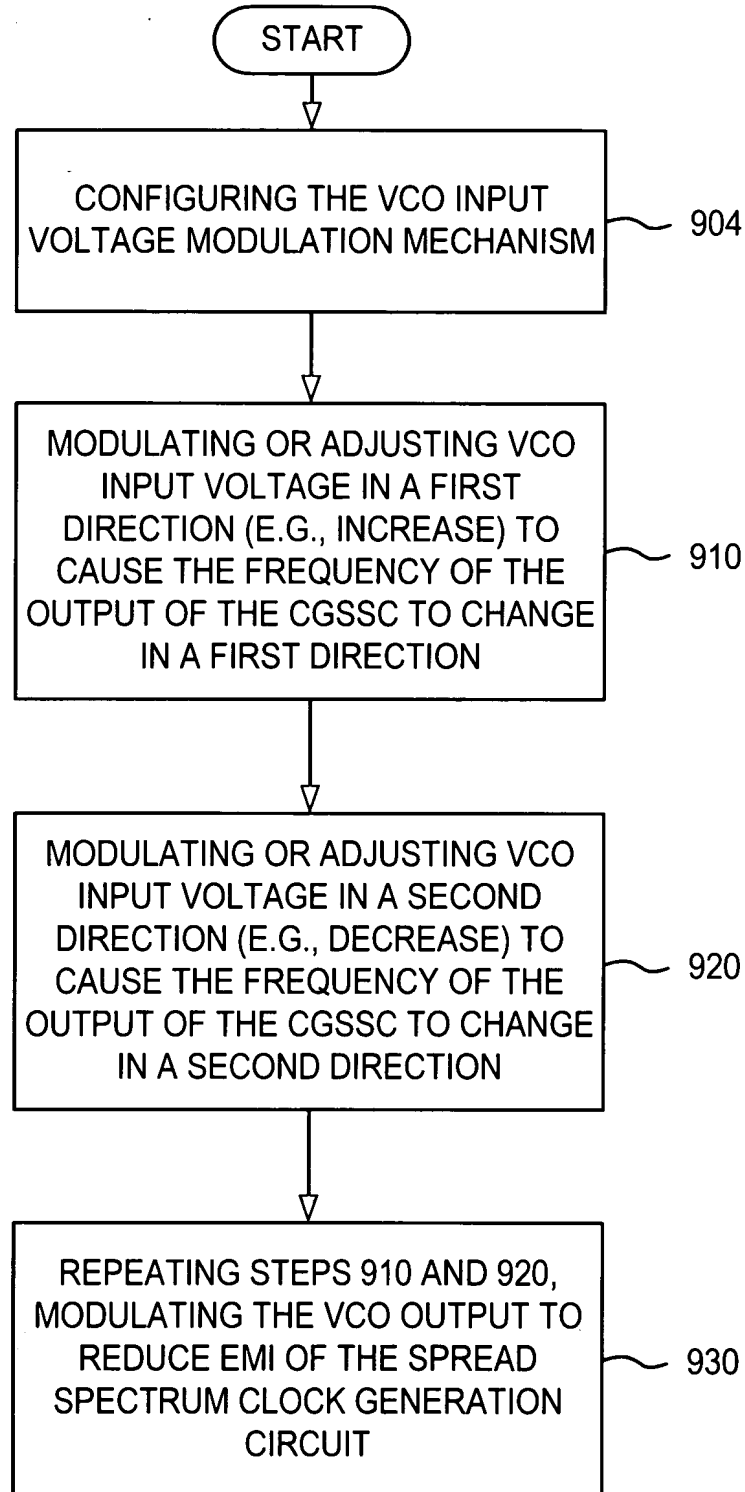 START
CONFIGURING THE VCO INPUT
VOLTAGE MODULATION MECHANISM
904
MODULATING OR ADJUSTING VCO
INPUT VOLTAGE IN A FIRST
DIRECTION (E.G., INCREASE) TO
CAUSE THE FREQUENCY OF THE
OUTPUT OF THE CGSSC TO CHANGE
IN A FIRST DIRECTION
910
MODULATING OR ADJUSTING VCO
INPUT VOLTAGE IN A SECOND
DIRECTION (E.G., DECREASE) TO
CAUSE THE FREQUENCY OF THE
OUTPUT OF THE CGSSC TO CHANGE
IN A SECOND DIRECTION
920
REPEATING STEPS 910 AND 920,
MODULATING THE VCO OUTPUT TO
REDUCE EMI OF THE SPREAD
SPECTRUM CLOCK GENERATION
CIRCUIT
930